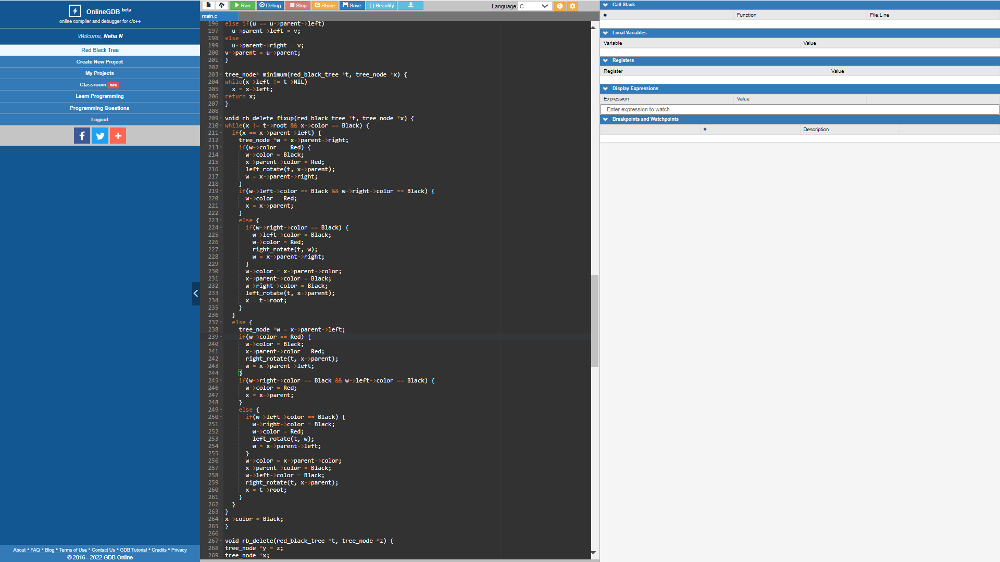 OnlineGDB beta
online compiler and debugger for c/c++
Welcome, Neha N
Red Black Tree
Create New Project
My Projects
Classroom new
Learn Programming
Programming Questions
Logout
About • FAQ • Blog • Terms of Use • Contact Us • GDB Tutorial • Credits • Privacy
© 2016 - 2022 GDB Online
Run Debug Stop Share Save { } Beautify
Language C
main.c
196 else if(u == u->parent->left)
197 u->parent->left = v;
198 else
199 u->parent->right = v;
200 v->parent = u->parent;
201 }
202
203 tree_node* minimum(red_black_tree *t, tree_node *x) {
204 while(x->left != t->NIL)
205 x = x->left;
206 return x;
207 }
208
209 void rb_delete_fixup(red_black_tree *t, tree_node *x) {
210 while(x != t->root && x->color == Black) {
211 if(x == x->parent->left) {
212 tree_node *w = x->parent->right;
213 if(w->color == Red) {
214 w->color = Black;
215 x->parent->color = Red;
216 left_rotate(t, x->parent);
217 w = x->parent->right;
218 }
219 if(w->left->color == Black && w->right->color == Black) {
220 w->color = Red;
221 x = x->parent;
222 }
223 else {
224 if(w->right->color == Black) {
225 w->left->color = Black;
226 w->color = Red;
227 right_rotate(t, w);
228 w = x->parent->right;
229 }
230 w->color = x->parent->color;
231 x->parent->color = Black;
232 w->right->color = Black;
233 left_rotate(t, x->parent);
234 x = t->root;
235 }
236 }
237 else {
238 tree_node *w = x->parent->left;
239 if(w->color == Red) {
240 w->color = Black;
241 x->parent->color = Red;
242 right_rotate(t, x->parent);
243 w = x->parent->left;
244 }
245 if(w->right->color == Black && w->left->color == Black) {
246 w->color = Red;
247 x = x->parent;
248 }
249 else {
250 if(w->left->color == Black) {
251 w->right->color = Black;
252 w->color = Red;
253 left_rotate(t, w);
254 w = x->parent->left;
255 }
256 w->color = x->parent->color;
257 x->parent->color = Black;
258 w->left->color = Black;
259 right_rotate(t, x->parent);
260 x = t->root;
261 }
262 }
263 }
264 x->color = Black;
265 }
266
267 void rb_delete(red_black_tree *t, tree_node *z) {
268 tree_node *y = z;
269 tree_node *x;
Call Stack
# Function File:Line
Local Variables
Variable Value
Registers
Register Value
Display Expressions
Expression Value
Enter expression to watch
Breakpoints and Watchpoints
# Description